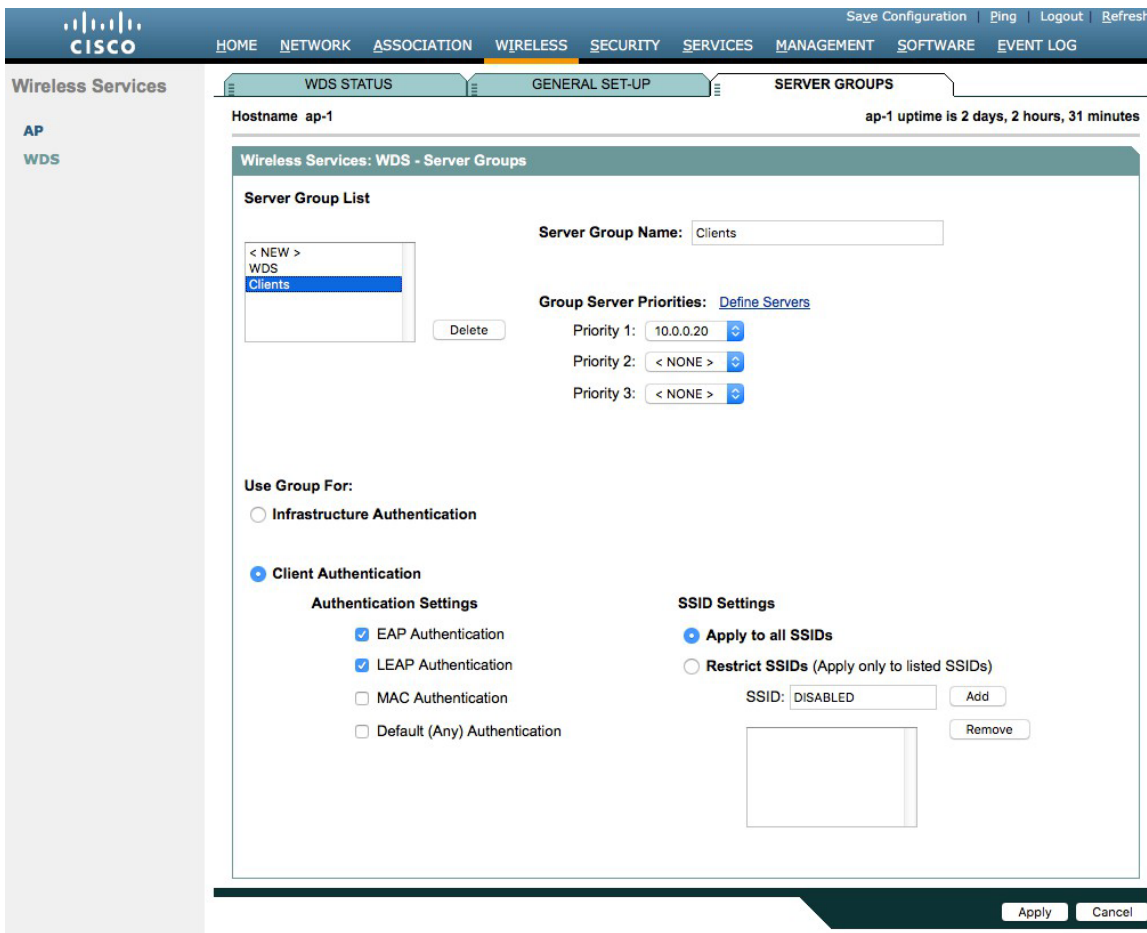 Save Configuration | Ping | Logout | Refresh
CISCO
HOME NETWORK ASSOCIATION WIRELESS SECURITY SERVICES MANAGEMENT SOFTWARE EVENT LOG
Wireless Services
AP
WDS
WDS STATUS
GENERAL SET-UP
SERVER GROUPS
Hostname ap-1
ap-1 uptime is 2 days, 2 hours, 31 minutes
Wireless Services: WDS - Server Groups
Server Group List
< NEW >
WDS
Clients
Delete
Server Group Name: Clients
Group Server Priorities: Define Servers
Priority 1: 10.0.0.20
Priority 2: < NONE >
Priority 3: < NONE >
Use Group For:
Infrastructure Authentication
Client Authentication
Authentication Settings
EAP Authentication
LEAP Authentication
MAC Authentication
Default (Any) Authentication
SSID Settings
Apply to all SSIDs
Restrict SSIDs (Apply only to listed SSIDs)
SSID: DISABLED
Add
Remove
Apply
Cancel